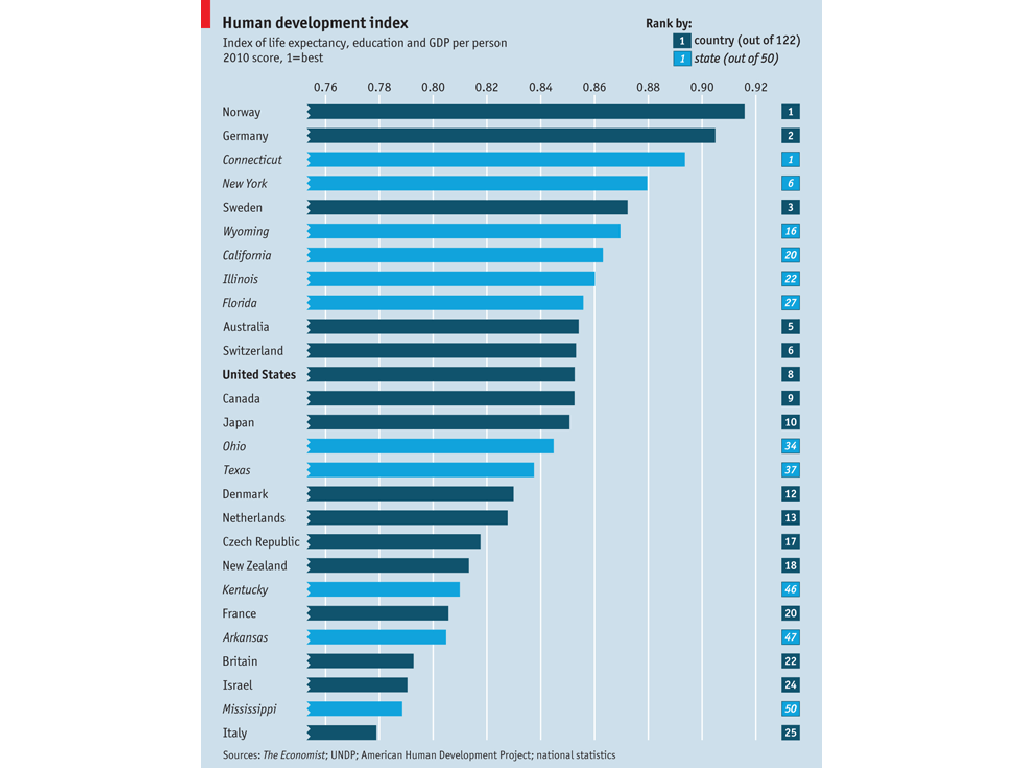 Human development index
Index of life expectancy, education and GDP per person
2010 score, 1=best
Rank by:
1 country (out of 122)
1 state (out of 50)
0.76 0.78 0.80 0.82 0.84 0.86 0.88 0.90 0.92
Norway 1
Germany 2
Connecticut 1
New York 6
Sweden 3
Wyoming 16
California 20
Illinois 22
Florida 27
Australia 5
Switzerland 6
United States 8
Canada 9
Japan 10
Ohio 34
Texas 37
Denmark 12
Netherlands 13
Czech Republic 17
New Zealand 18
Kentucky 46
France 20
Arkansas 47
Britain 22
Israel 24
Mississippi 50
Italy 25
Sources: The Economist; UNDP; American Human Development Project; national statistics